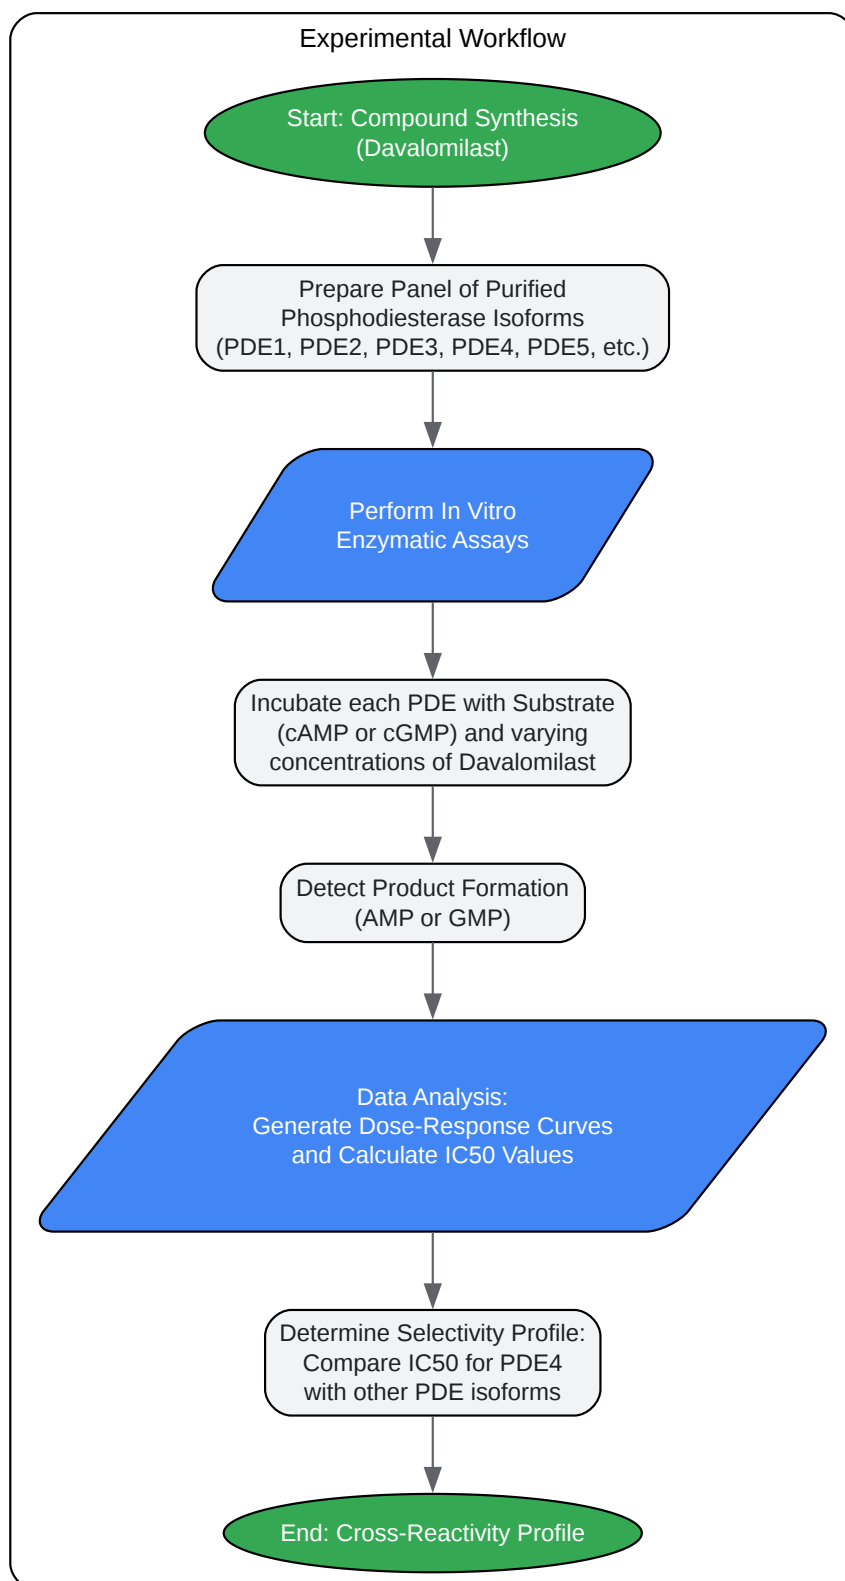 Experimental Workflow
Start: Compound Synthesis
(Davalomilast)
Prepare Panel of Purified
Phosphodiesterase Isoforms
(PDE1, PDE2, PDE3, PDE4, PDE5, etc.)
Perform In Vitro
Enzymatic Assays
Incubate each PDE with Substrate
(cAMP or cGMP) and varying
concentrations of Davalomilast
Detect Product Formation
(AMP or GMP)
Data Analysis:
Generate Dose-Response Curves
and Calculate IC50 Values
Determine Selectivity Profile:
Compare IC50 for PDE4
with other PDE isoforms
End: Cross-Reactivity Profile